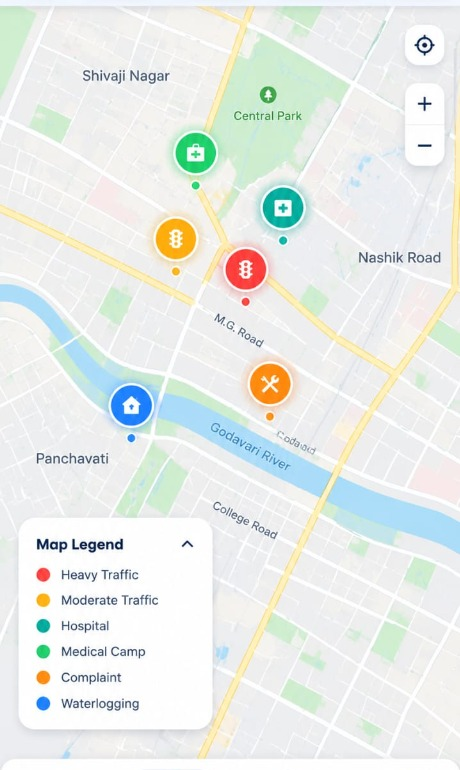 Shivaji Nagar
Central Park
Nashik Road
M.G. Road
Godavari River
Panchavati
College Road
Map Legend
Heavy Traffic
Moderate Traffic
Hospital
Medical Camp
Complaint
Waterlogging